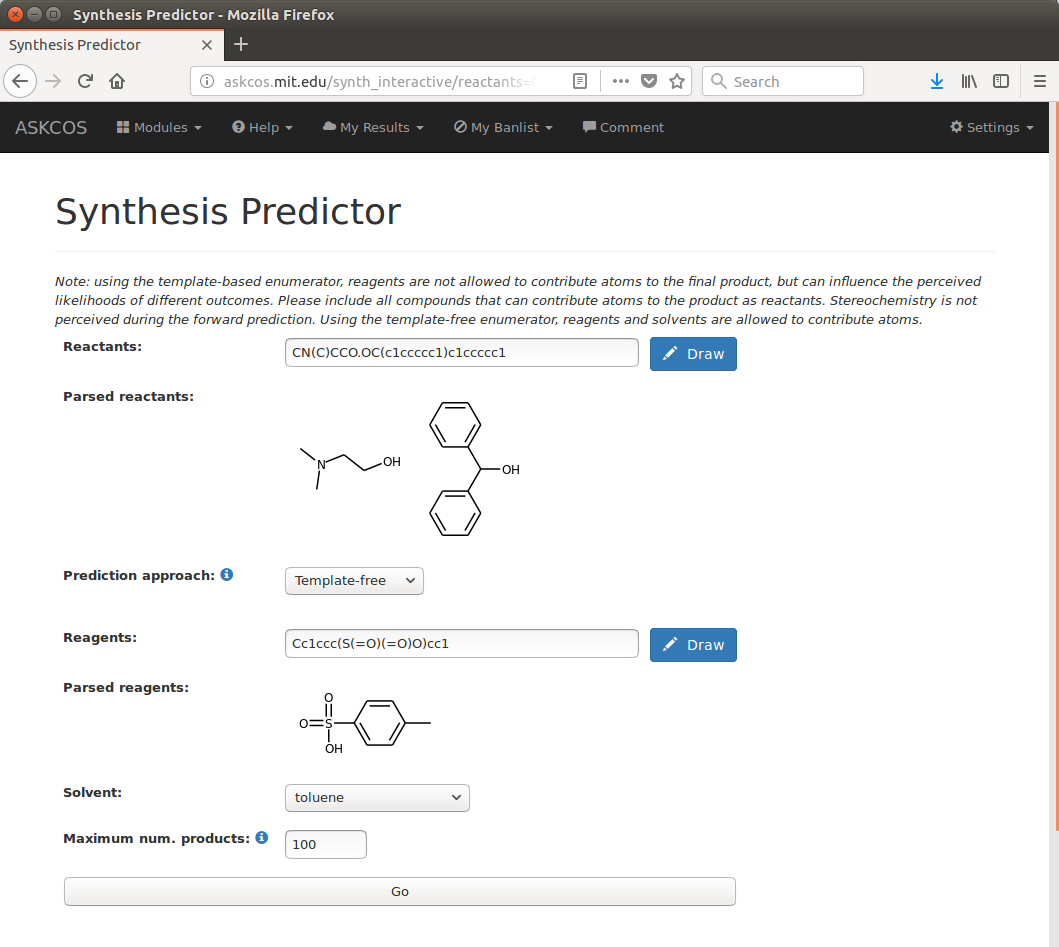 Synthesis Predictor - Mozilla Firefox
Synthesis Predictor
askcos.mit.edu/synth_interactive/reactants=
Search
ASKCOS Modules Help My Results My Banlist Comment Settings
Synthesis Predictor
Note: using the template-based enumerator, reagents are not allowed to contribute atoms to the final product, but can influence the perceived
likelihoods of different outcomes. Please include all compounds that can contribute atoms to the product as reactants. Stereochemistry is not
perceived during the forward prediction. Using the template-free enumerator, reagents and solvents are allowed to contribute atoms.
Reactants: CN(C)CCO.OC(c1ccccc1)c1ccccc1 Draw
Parsed reactants:
N OH OH
Prediction approach: Template-free
Reagents: Cc1ccc(S(=O)(=O)O)cc1 Draw
Parsed reagents:
O
O S
OH
Solvent: toluene
Maximum num. products: 100
Go